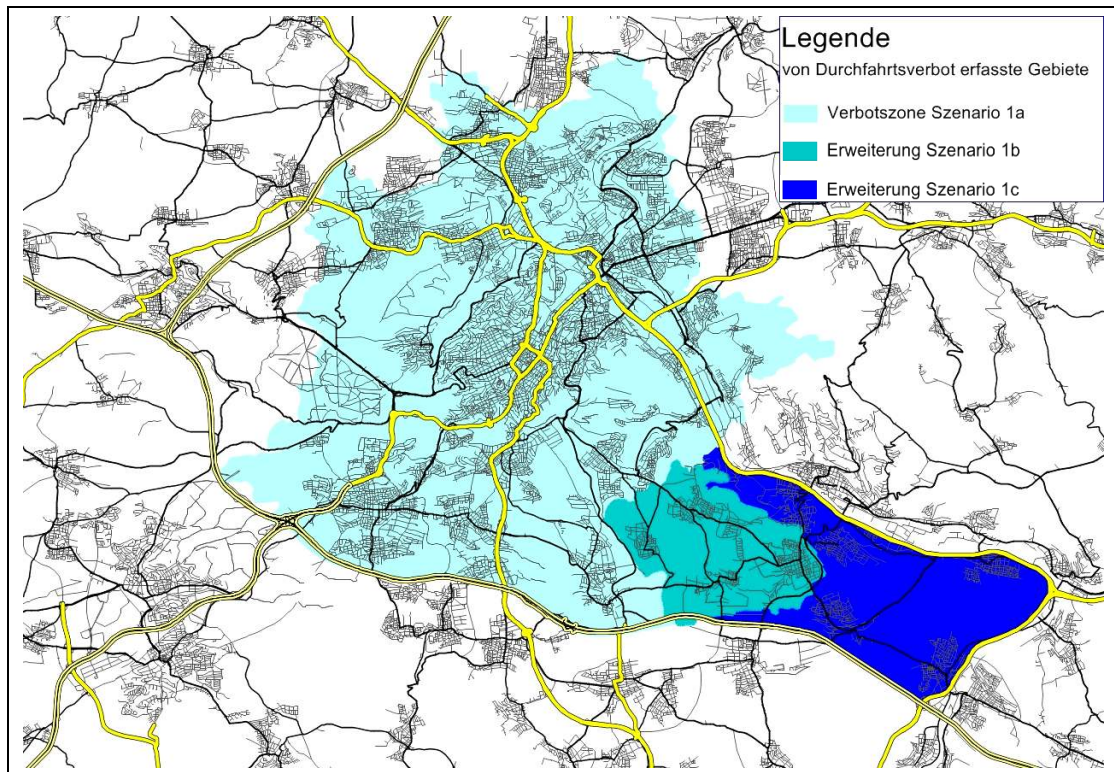 Legende
von Durchfahrtsverbot erfasste Gebiete
Verbotszone Szenario 1a
Erweiterung Szenario 1b
Erweiterung Szenario 1c